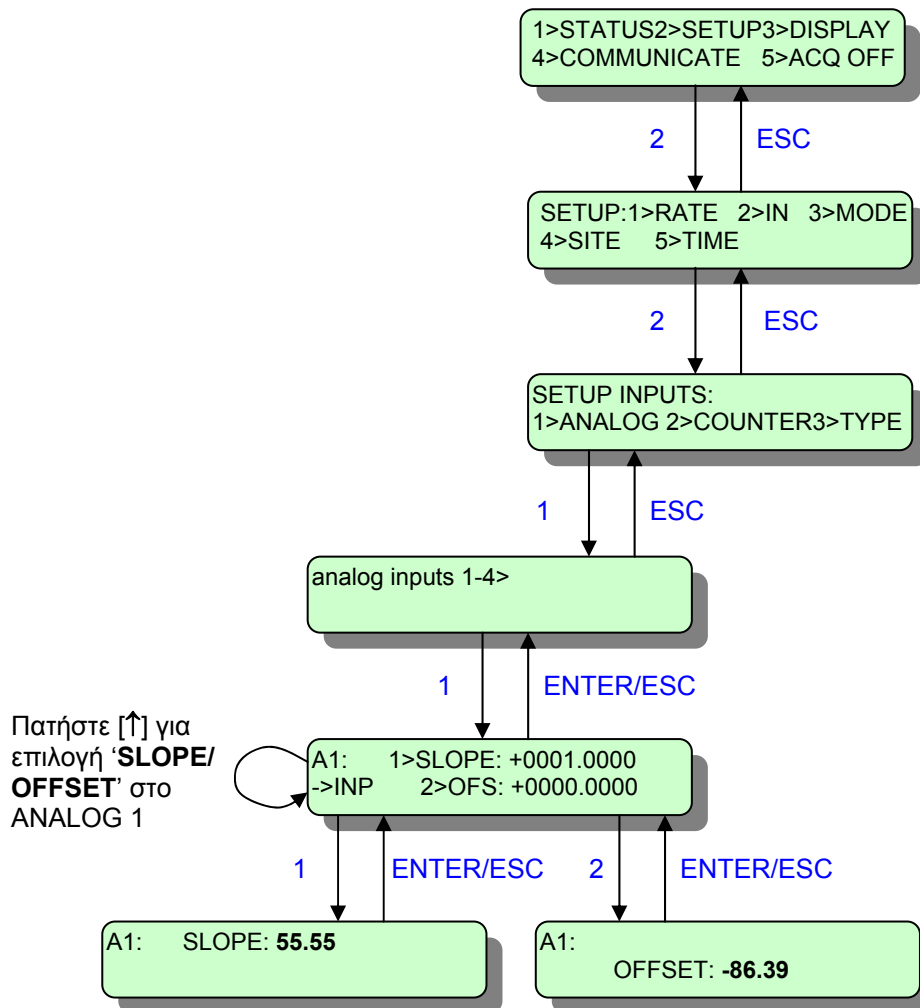 1>STATUS2>SETUP3>DISPLAY
4>COMMUNICATE 5>ACQ OFF
2 ESC
SETUP:1>RATE 2>IN 3>MODE
4>SITE 5>TIME
2 ESC
SETUP INPUTS:
1>ANALOG 2>COUNTER3>TYPE
1 ESC
analog inputs 1-4>
1 ENTER/ESC
Πατήστε [↑] για
επιλογή ‘SLOPE/
OFFSET’ στο
ANALOG 1
A1: 1>SLOPE: +0001.0000
->INP 2>OFS: +0000.0000
1 ENTER/ESC 2 ENTER/ESC
A1: SLOPE: 55.55
A1:
OFFSET: -86.39